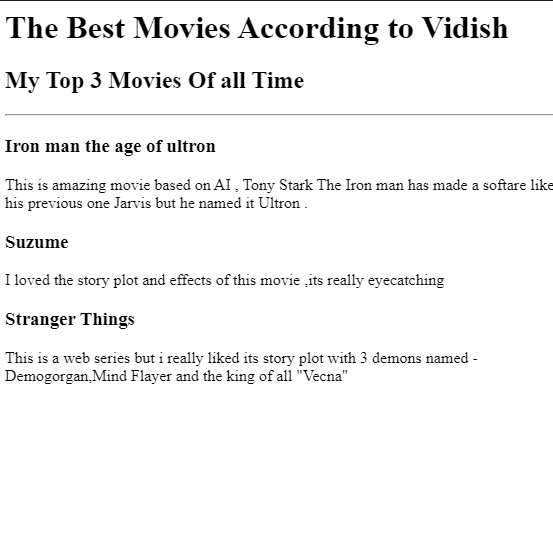 The Best Movies According to Vidish
My Top 3 Movies Of all Time
Iron man the age of ultron
This is amazing movie based on AI , Tony Stark The Iron man has made a softare like
his previous one Jarvis but he named it Ultron .
Suzume
I loved the story plot and effects of this movie ,its really eyecatching
Stranger Things
This is a web series but i really liked its story plot with 3 demons named -
Demogorgan,Mind Flayer and the king of all "Vecna"